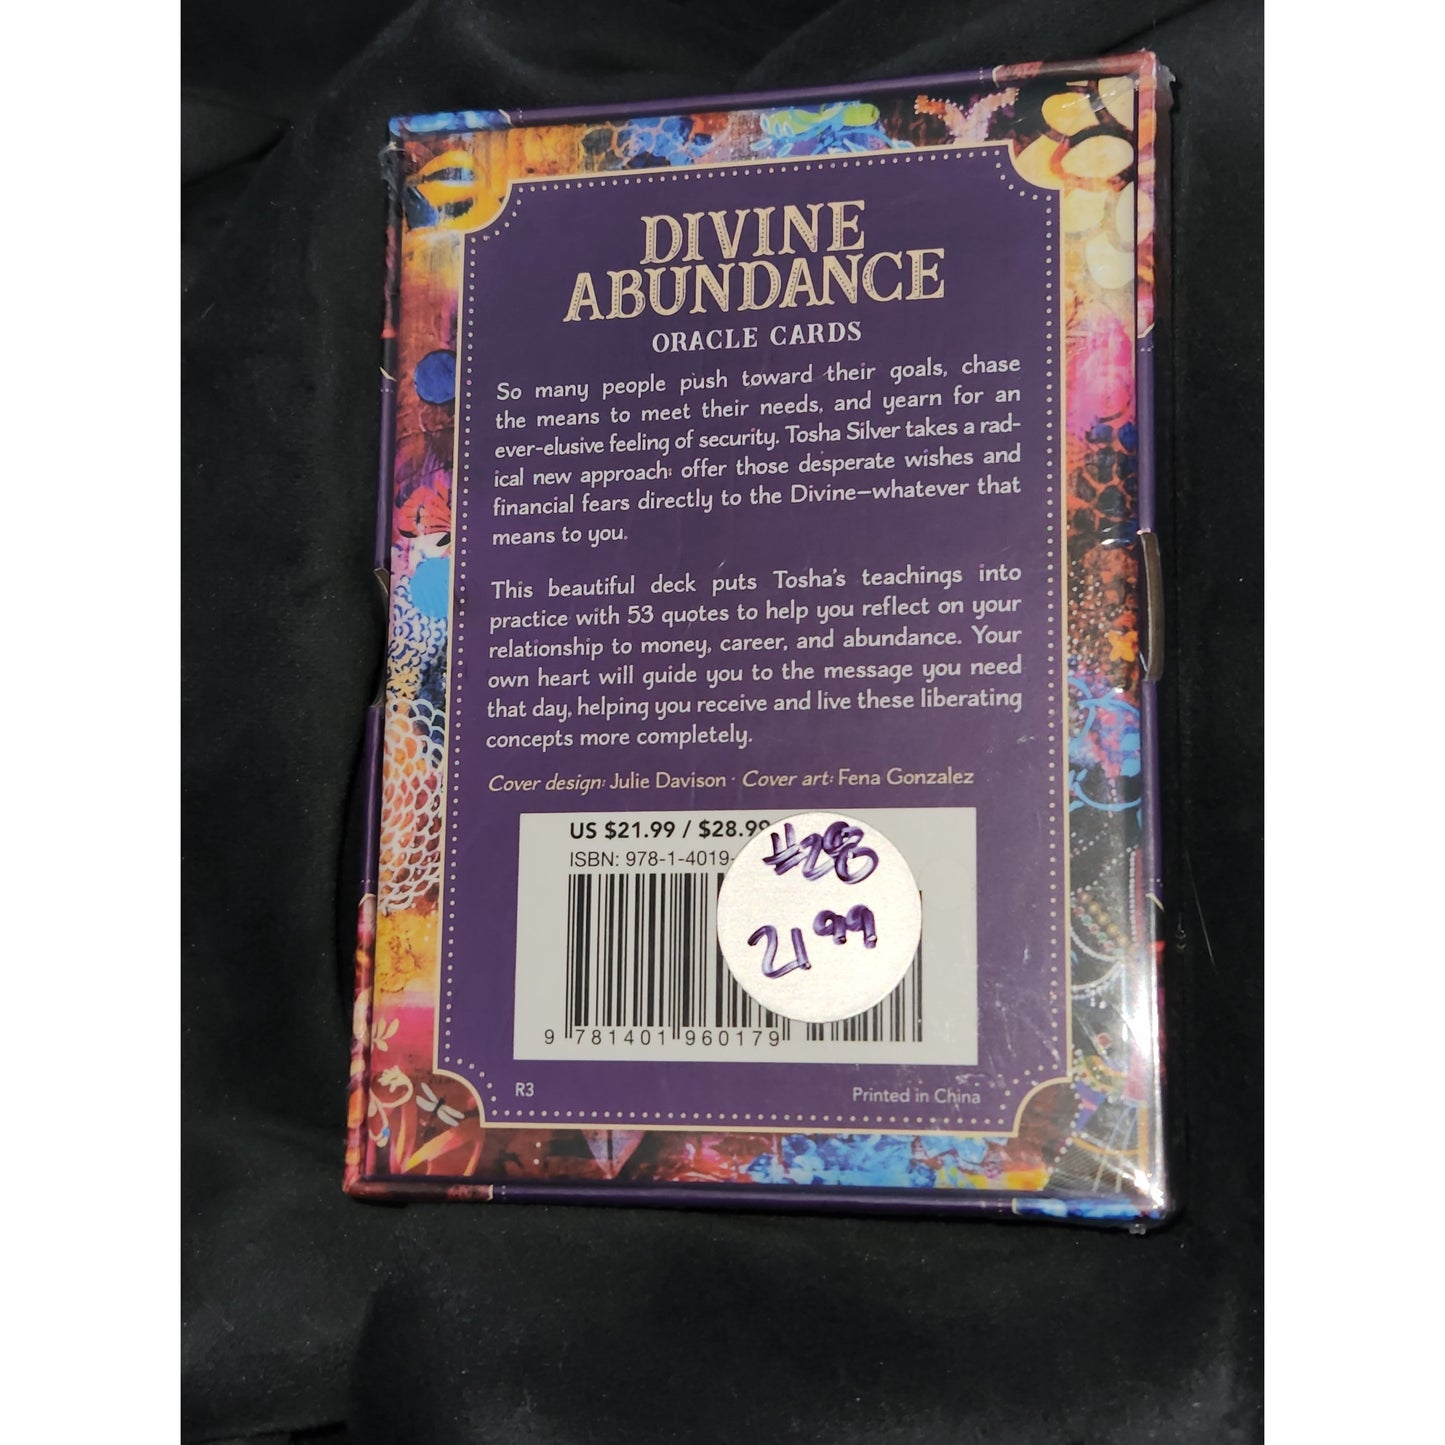 DIVINE
ABUNDANCE
ORACLE CARDS
So many people push toward their goals, chase
the means to meet their needs, and yearn for an
ever-elusive feeling of security. Tosha Silver takes a rad-
ical new approach: offer those desperate wishes and
financial fears directly to the Divine—whatever that
means to you.
This beautiful deck puts Tosha's teachings into
practice with 53 quotes to help you reflect on your
relationship to money, career, and abundance. Your
own heart will guide you to the message you need
that day, helping you receive and live these liberating
concepts more completely.
Cover design: Julie Davison · Cover art: Fena Gonzalez
US $21.99 / $28.99
ISBN: 978-1-4019-
#28
21.99
9 781401 960179
R3
Printed in China